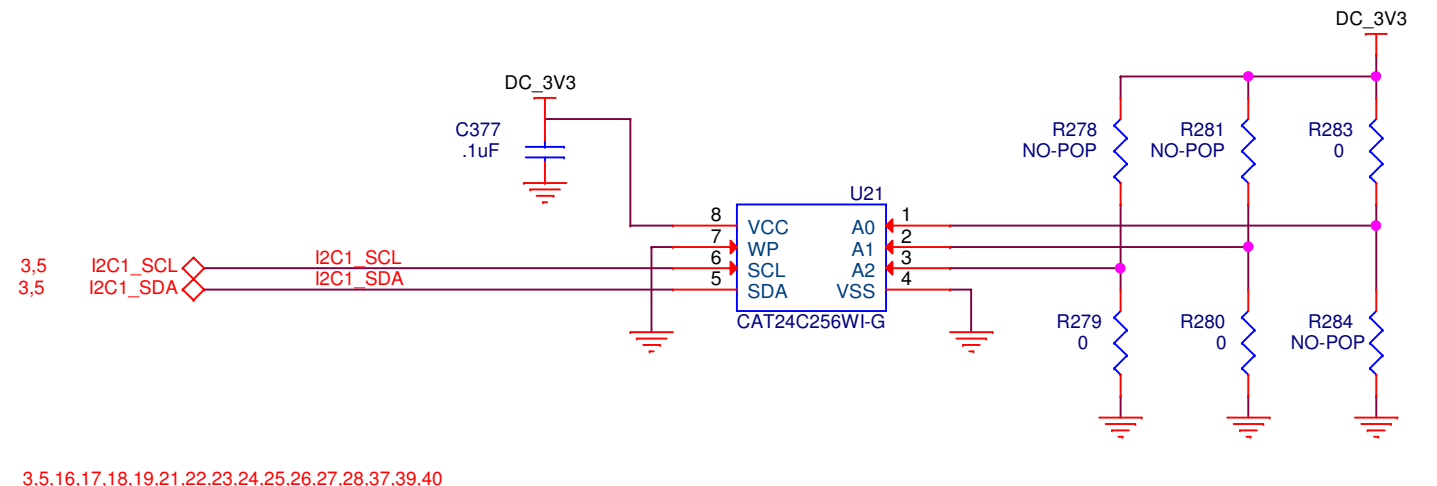 DC_3V3
DC_3V3
C377
.1uF
R278
NO-POP
R281
NO-POP
R283
0
U21
8
VCC
A0
1
7
WP
A1
2
6
SCL
A2
3
5
SDA
VSS
4
CAT24C256WI-G
3,5
I2C1_SCL
I2C1_SCL
3,5
I2C1_SDA
I2C1_SDA
R279
0
R280
0
R284
NO-POP
3,5,16,17,18,19,21,22,23,24,25,26,27,28,37,39,40